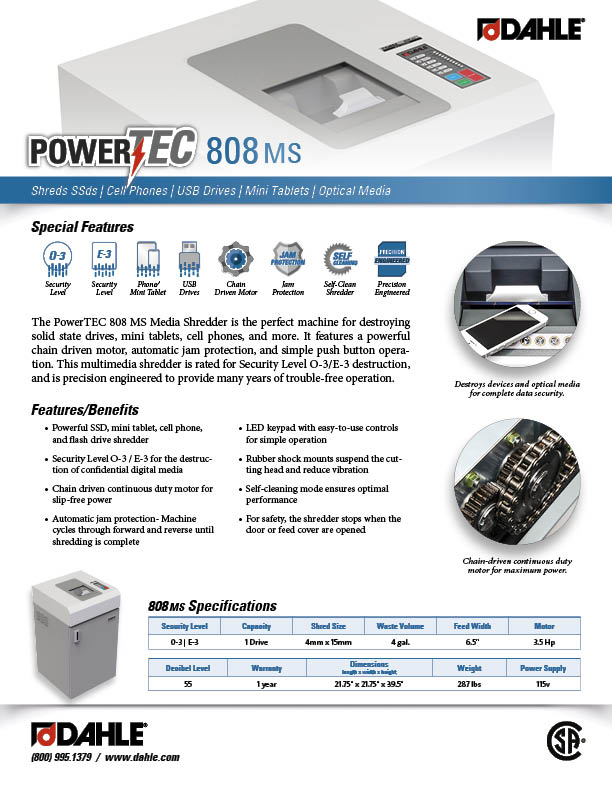 DAHLE®
DAHLE
POWERTEC 808 MS
Shreds SSds | Cell Phones | USB Drives | Mini Tablets | Optical Media
Special Features
O-3
E-3
JAM
PROTECTION
SELF
CLEANING
PRECISION
ENGINEERED
Security
Level
Security
Level
Phone/
Mini Tablet
USB
Drives
Chain
Driven Motor
Jam
Protection
Self-Clean
Shredder
Precision
Engineered
The PowerTEC 808 MS Media Shredder is the perfect machine for destroying
solid state drives, mini tablets, cell phones, and more. It features a powerful
chain driven motor, automatic jam protection, and simple push button opera-
tion. This multimedia shredder is rated for Security Level O-3/E-3 destruction,
and is precision engineered to provide many years of trouble-free operation.
Destroys devices and optical media
for complete data security.
Features/Benefits
• Powerful SSD, mini tablet, cell phone,
and flash drive shredder
• Security Level O-3 / E-3 for the destruc-
tion of confidential digital media
• Chain driven continuous duty motor for
slip-free power
• Automatic jam protection- Machine
cycles through forward and reverse until
shredding is complete
• LED keypad with easy-to-use controls
for simple operation
• Rubber shock mounts suspend the cut-
ting head and reduce vibration
• Self-cleaning mode ensures optimal
performance
• For safety, the shredder stops when the
door or feed cover are opened
Chain-driven continuous duty
motor for maximum power.
808MS Specifications
Security Level Capacity Shred Size Waste Volume Feed Width Motor
O-3 | E-3 1 Drive 4mm x 15mm 4 gal. 6.5" 3.5 Hp
Decibel Level Warranty Dimensions length x width x height Weight Power Supply
55 1 year 21.75" x 21.75" x 39.5" 287 lbs 115v
DAHLE®
(800) 995.1379 / www.dahle.com
CSA®